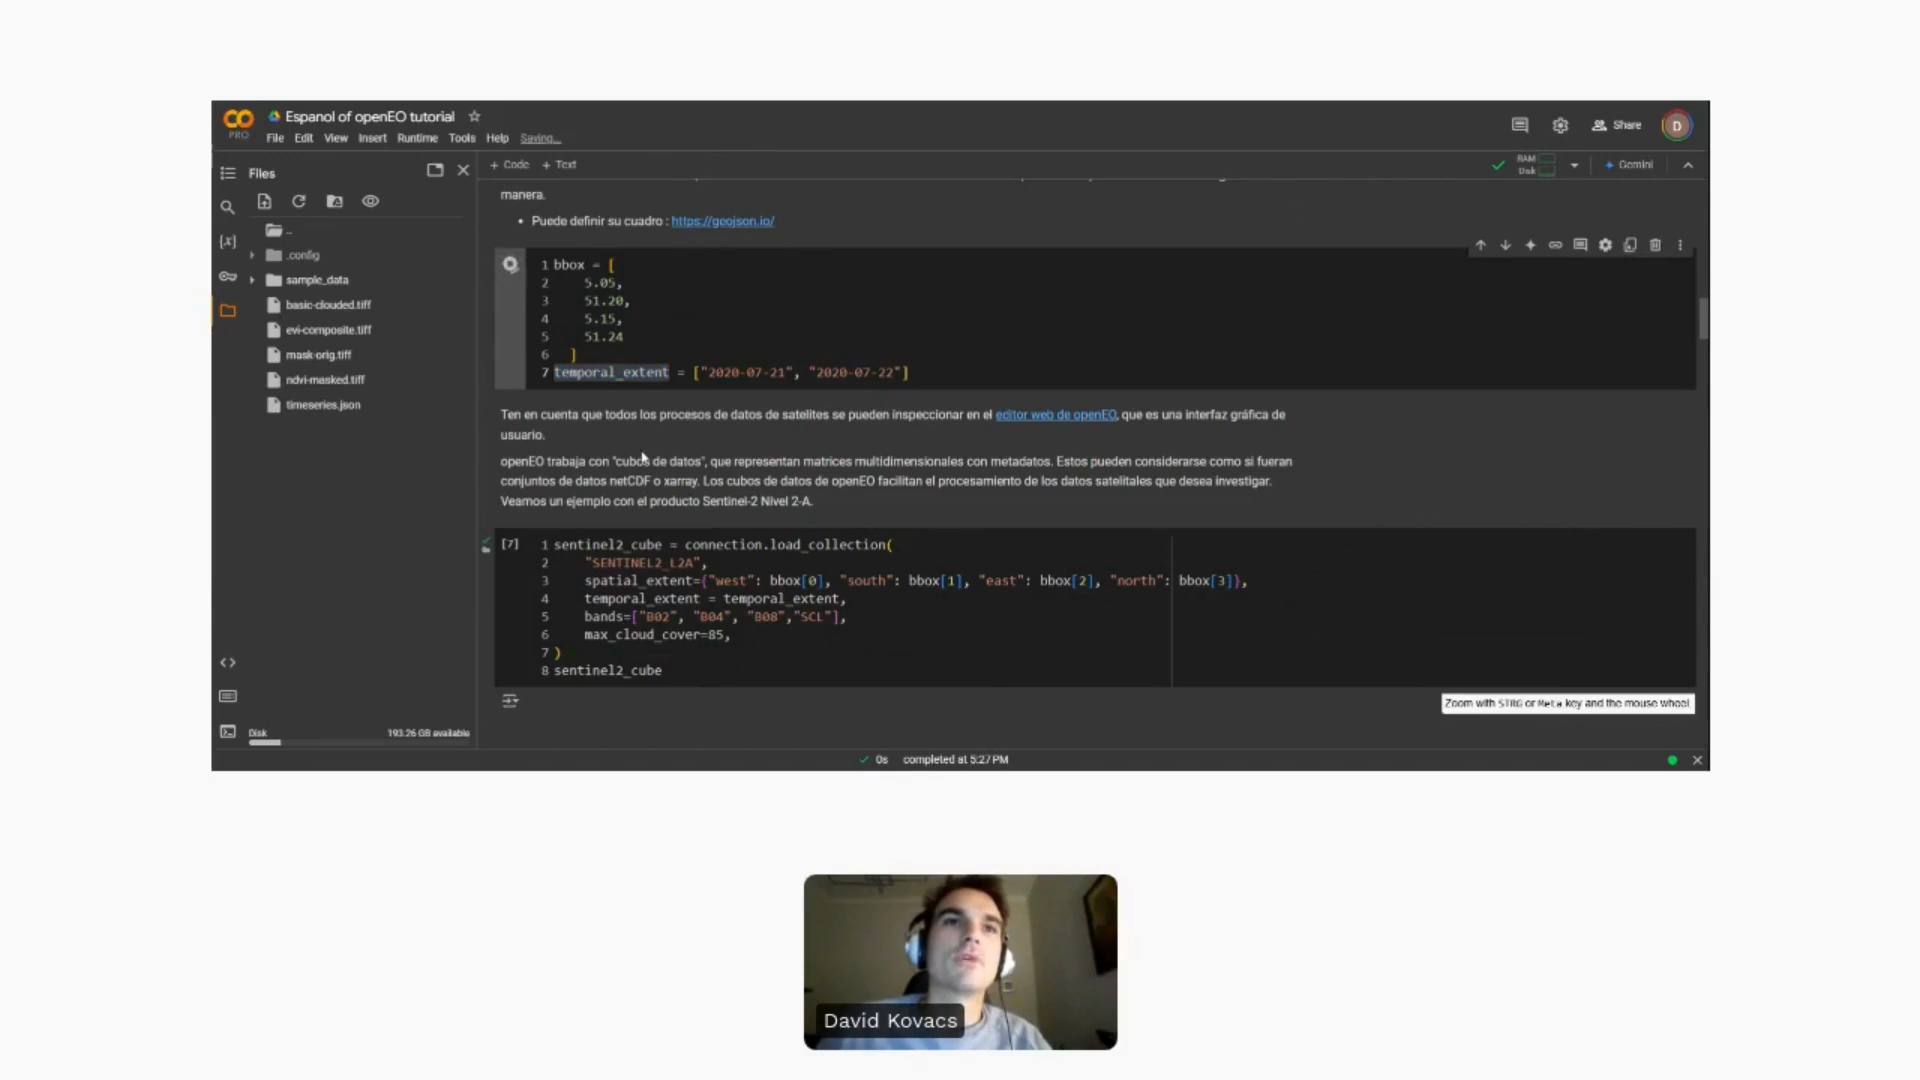 Espanol of openEO tutorial
PRO
File Edit View Insert Runtime Tools Help Saving...
Share
D
Files
+ Code + Text
RAM
Disk
Gemini
manera.
• Puede definir su cuadro : https://geojson.io/
..
.config
sample_data
basic-clouded.tiff
evi-composite.tiff
mask-orig.tiff
ndvi-masked.tiff
timeseries.json
1 bbox = [
2 5.05,
3 51.20,
4 5.15,
5 51.24
6 ]
7 temporal_extent = ["2020-07-21", "2020-07-22"]
Ten en cuenta que todos los procesos de datos de satelites se pueden inspeccionar en el editor web de openEO, que es una interfaz gráfica de
usuario.
openEO trabaja con "cubos de datos", que representan matrices multidimensionales con metadatos. Estos pueden considerarse como si fueran
conjuntos de datos netCDF o xarray. Los cubos de datos de openEO facilitan el procesamiento de los datos satelitales que desea investigar.
Veamos un ejemplo con el producto Sentinel-2 Nivel 2-A.
[7] 1 sentinel2_cube = connection.load_collection(
0s
2 "SENTINEL2_L2A",
3 spatial_extent={"west": bbox[0], "south": bbox[1], "east": bbox[2], "north": bbox[3]},
4 temporal_extent = temporal_extent,
5 bands=["B02", "B04", "B08","SCL"],
6 max_cloud_cover=85,
7 )
8 sentinel2_cube
Zoom with STRG or Meta key and the mouse wheel
Disk 193.26 GB available
0s completed at 5:27 PM
David Kovacs